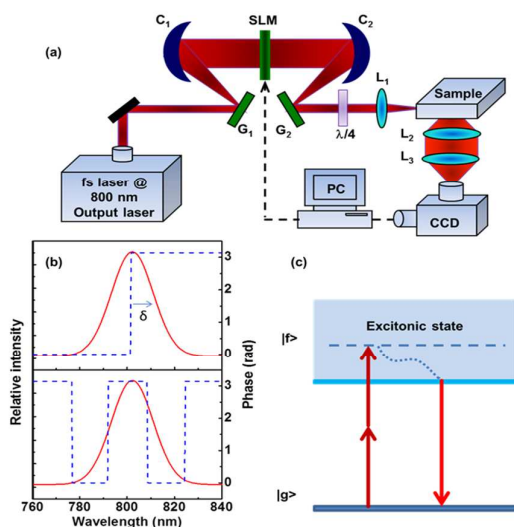 (a)
C1
SLM
C2
G1
G2
λ/4
L1
Sample
L2
L3
fs laser @
800 nm
Output laser
PC
CCD
(b)
δ
Relative intensity
Phase (rad)
3
2
1
0
3
2
1
0
760 780 800 820 840
Wavelength (nm)
(c)
|f>
Excitonic state
|g>